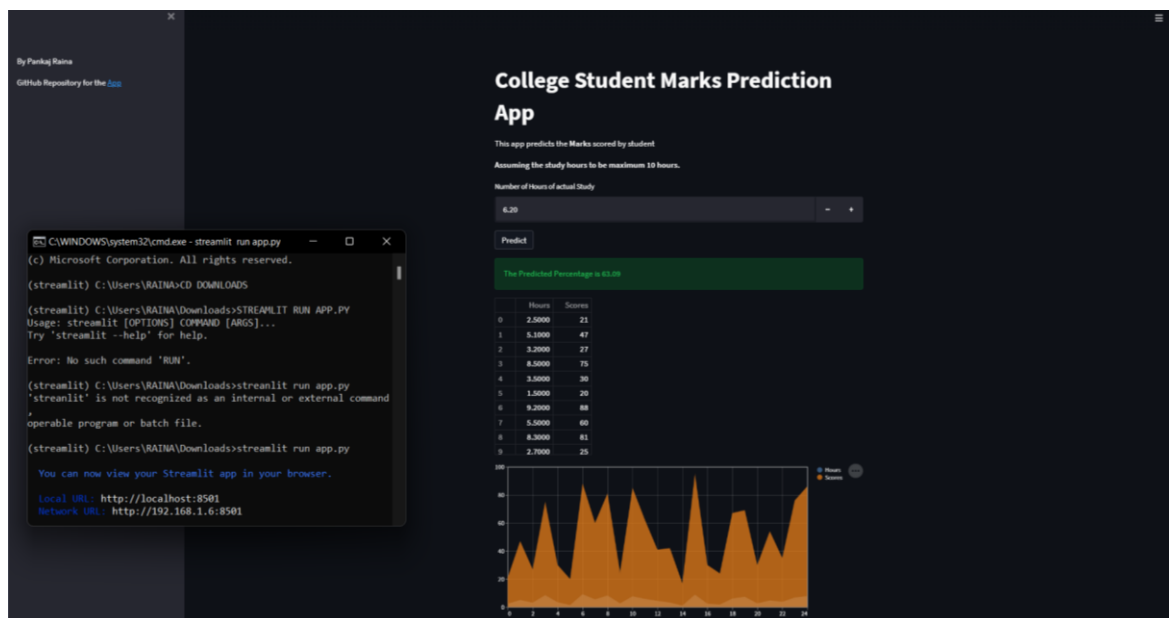 By Pankaj Raina
GitHub Repository for the App
College Student Marks Prediction
App
This app predicts the Marks scored by student
Assuming the study hours to be maximum 10 hours.
Number of Hours of actual Study
6.20 - +
Predict
The Predicted Percentage is 63.09
Hours Scores
0 2.5000 21
1 5.1000 47
2 3.2000 27
3 8.5000 75
4 3.5000 30
5 1.5000 20
6 9.2000 88
7 5.5000 60
8 8.3000 81
9 2.7000 25
100
80
60
40
20
0
0 2 4 6 8 10 12 14 16 18 20 22 24
Hours
Scores
C:\WINDOWS\system32\cmd.exe - streamlit run app.py
(c) Microsoft Corporation. All rights reserved.
(streamlit) C:\Users\RAINA>CD DOWNLOADS
(streamlit) C:\Users\RAINA\Downloads>STREAMLIT RUN APP.PY
Usage: streamlit [OPTIONS] COMMAND [ARGS]...
Try 'streamlit --help' for help.
Error: No such command 'RUN'.
(streamlit) C:\Users\RAINA\Downloads>streanlit run app.py
'streanlit' is not recognized as an internal or external command
,
operable program or batch file.
(streamlit) C:\Users\RAINA\Downloads>streamlit run app.py
You can now view your Streamlit app in your browser.
Local URL: http://localhost:8501
Network URL: http://192.168.1.6:8501